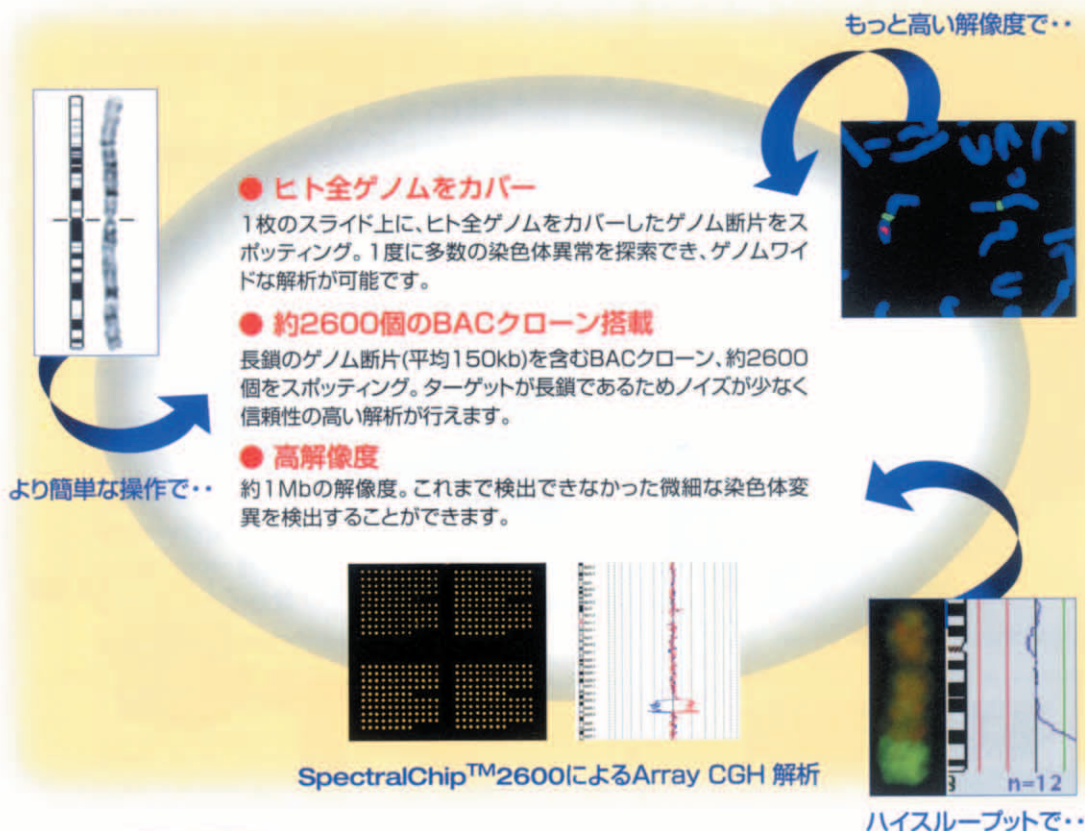 もっと高い解像度で‥
● ヒト全ゲノムをカバー
1枚のスライド上に、ヒト全ゲノムをカバーしたゲノム断片をス
ポッティング。1度に多数の染色体異常を探索でき、ゲノムワイ
ドな解析が可能です。
● 約2600個のBACクローン搭載
長鎖のゲノム断片(平均150kb)を含むBACクローン、約2600
個をスポッティング。ターゲットが長鎖であるためノイズが少なく
信頼性の高い解析が行えます。
● 高解像度
約1Mbの解像度。これまで検出できなかった微細な染色体変
異を検出することができます。
より簡単な操作で‥
SpectralChip™2600によるArray CGH 解析
n=12
ハイスループットで‥